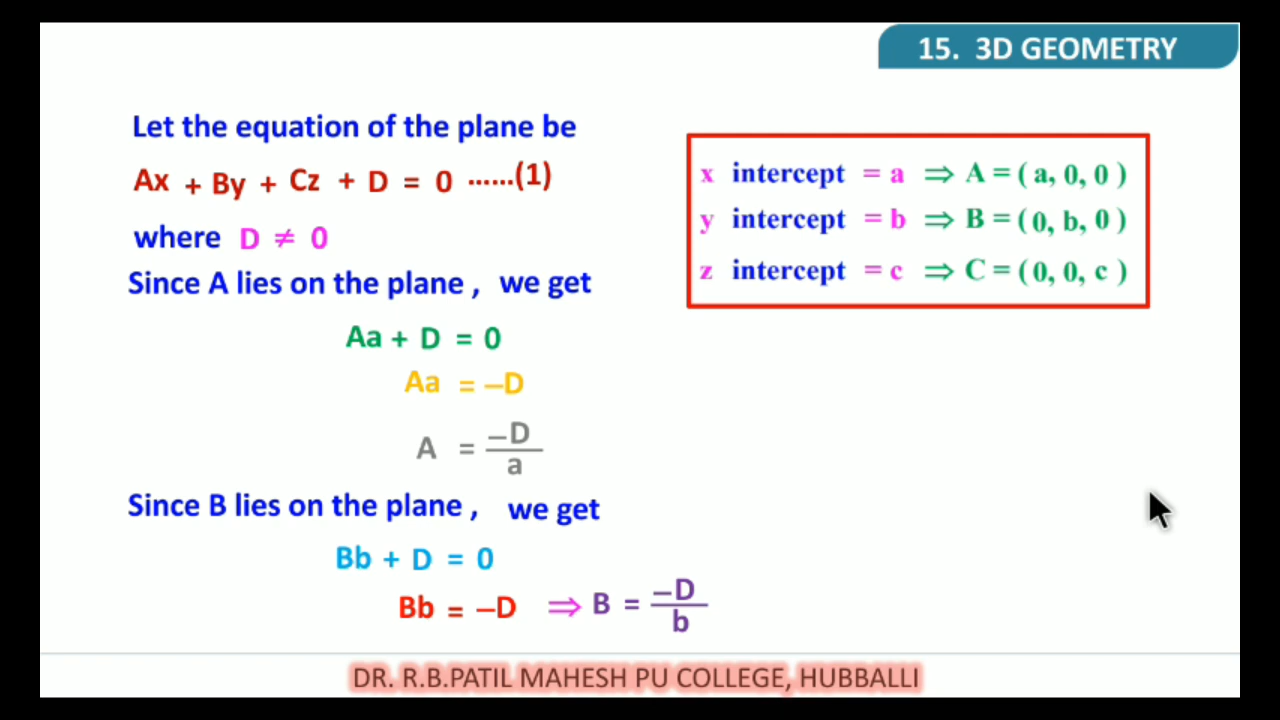 15. 3D GEOMETRY
Let the equation of the plane be
Ax + By + Cz + D = 0 ......(1)
where D ≠ 0
Since A lies on the plane , we get
Aa + D = 0
Aa = –D
A = –D/a
Since B lies on the plane , we get
Bb + D = 0
Bb = –D ⇒ B = –D/b
x intercept = a ⇒ A = ( a, 0, 0 )
y intercept = b ⇒ B = (0, b, 0 )
z intercept = c ⇒ C = ( 0, 0, c )
DR. R.B.PATIL MAHESH PU COLLEGE, HUBBALLI